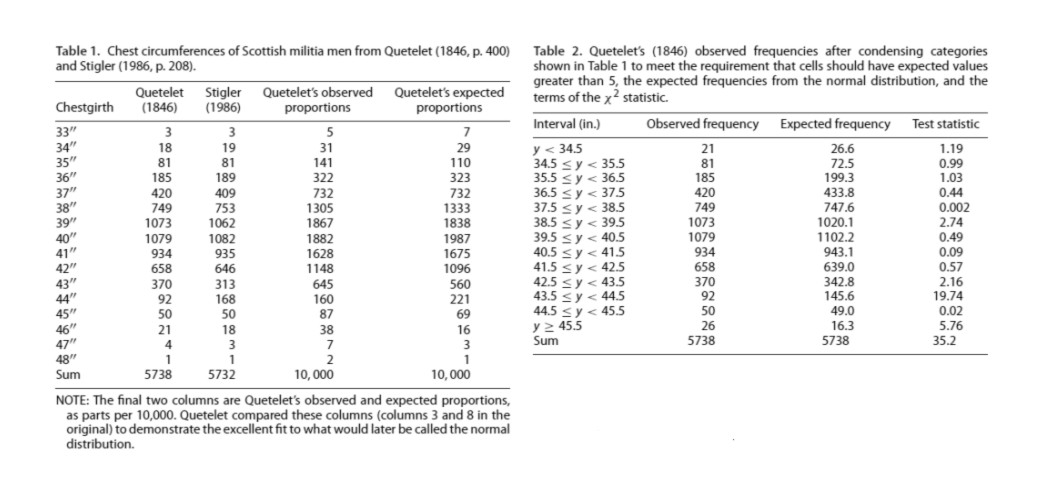 Table 1. Chest circumferences of Scottish militia men from Quetelet (1846, p. 400)
and Stigler (1986, p. 208).
Quetelet Stigler Quetelet's observed Quetelet's expected
Chestgirth (1846) (1986) proportions proportions
33″ 3 3 5 7
34″ 18 19 31 29
35″ 81 81 141 110
36″ 185 189 322 323
37″ 420 409 732 732
38″ 749 753 1305 1333
39″ 1073 1062 1867 1838
40″ 1079 1082 1882 1987
41″ 934 935 1628 1675
42″ 658 646 1148 1096
43″ 370 313 645 560
44″ 92 168 160 221
45″ 50 50 87 69
46″ 21 18 38 16
47″ 4 3 7 3
48″ 1 1 2 1
Sum 5738 5732 10,000 10,000
NOTE: The final two columns are Quetelet's observed and expected proportions,
as parts per 10,000. Quetelet compared these columns (columns 3 and 8 in the
original) to demonstrate the excellent fit to what would later be called the normal
distribution.
Table 2. Quetelet's (1846) observed frequencies after condensing categories
shown in Table 1 to meet the requirement that cells should have expected values
greater than 5, the expected frequencies from the normal distribution, and the
terms of the χ² statistic.
Interval (in.) Observed frequency Expected frequency Test statistic
y < 34.5 21 26.6 1.19
34.5 ≤ y < 35.5 81 72.5 0.99
35.5 ≤ y < 36.5 185 199.3 1.03
36.5 ≤ y < 37.5 420 433.8 0.44
37.5 ≤ y < 38.5 749 747.6 0.002
38.5 ≤ y < 39.5 1073 1020.1 2.74
39.5 ≤ y < 40.5 1079 1102.2 0.49
40.5 ≤ y < 41.5 934 943.1 0.09
41.5 ≤ y < 42.5 658 639.0 0.57
42.5 ≤ y < 43.5 370 342.8 2.16
43.5 ≤ y < 44.5 92 145.6 19.74
44.5 ≤ y < 45.5 50 49.0 0.02
y ≥ 45.5 26 16.3 5.76
Sum 5738 5738 35.2